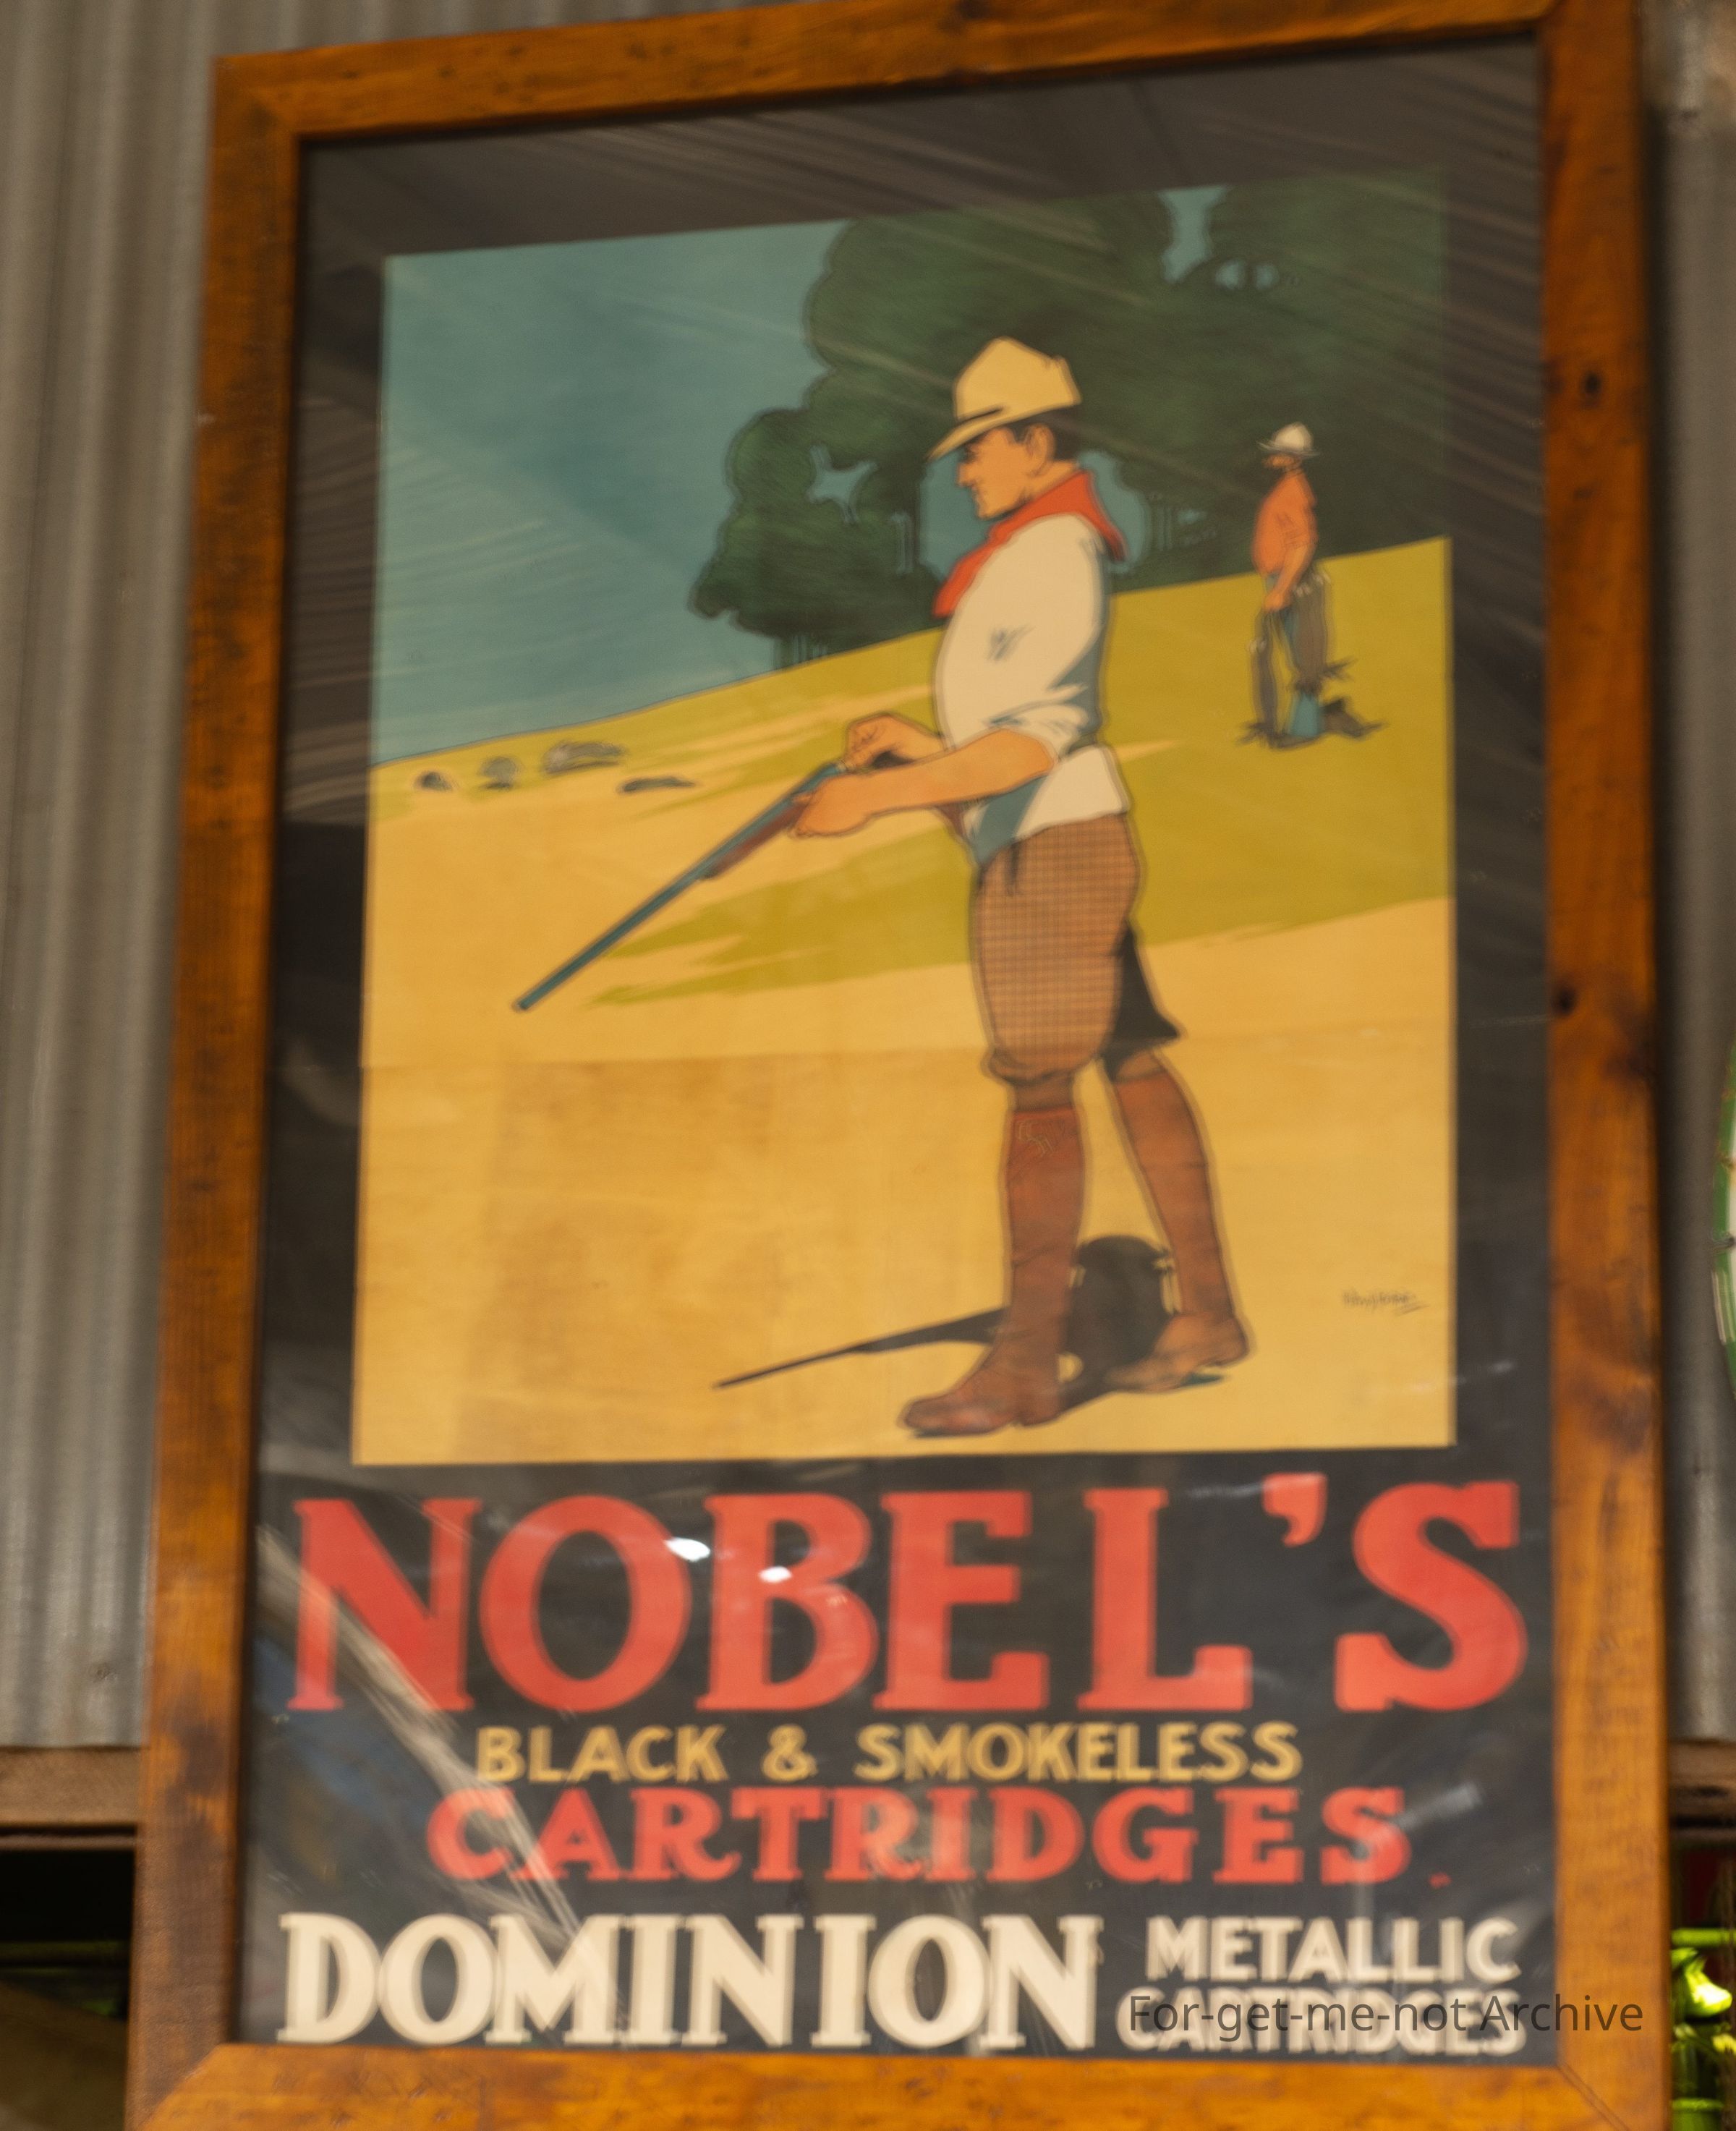 NOBEL'S
BLACK & SMOKELESS
CARTRIDGES.
DOMINION METALLIC
CARTRIDGES
For-get-me-not Archive